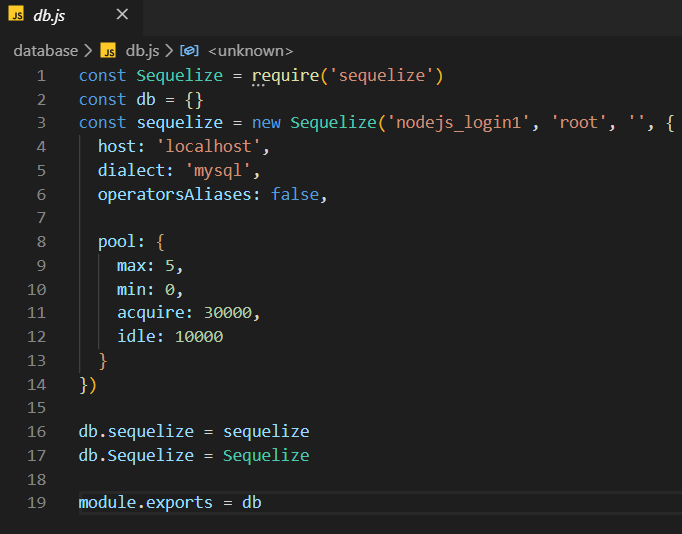 JS db.js ×
database > JS db.js > <unknown>
1 const Sequelize = require('sequelize')
2 const db = {}
3 const sequelize = new Sequelize('nodejs_login1', 'root', '', {
4   host: 'localhost',
5   dialect: 'mysql',
6   operatorsAliases: false,
7
8   pool: {
9     max: 5,
10     min: 0,
11     acquire: 30000,
12     idle: 10000
13   }
14 })
15
16 db.sequelize = sequelize
17 db.Sequelize = Sequelize
18
19 module.exports = db